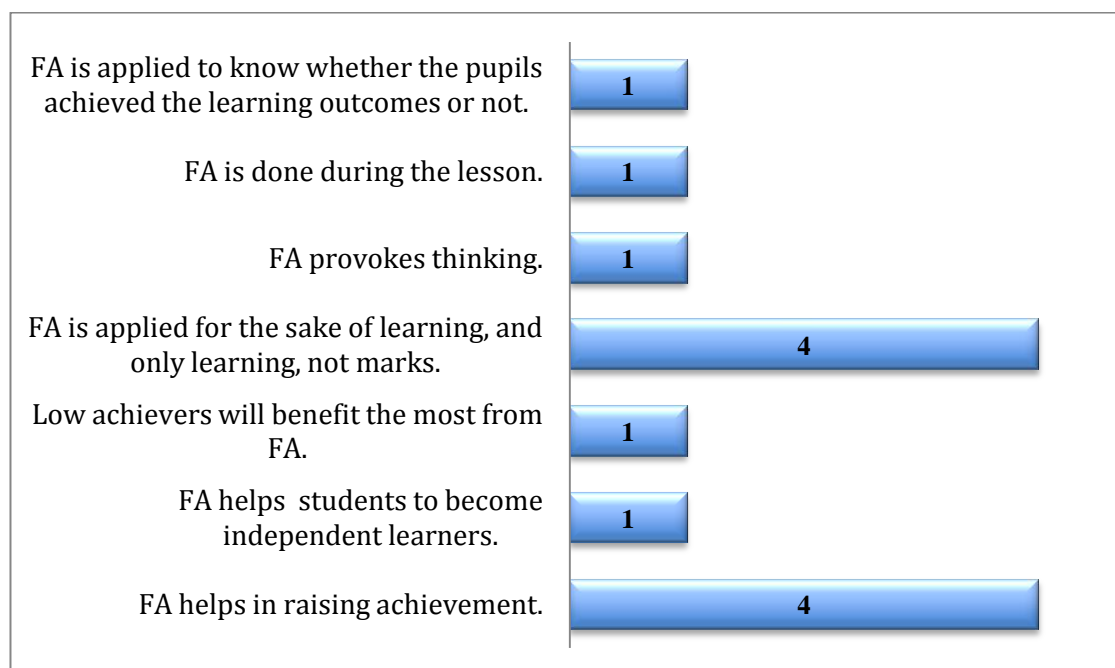 FA is applied to know whether the pupils
achieved the learning outcomes or not.
1
FA is done during the lesson.
1
FA provokes thinking.
1
FA is applied for the sake of learning, and
only learning, not marks.
4
Low achievers will benefit the most from
FA.
1
FA helps  students to become
independent learners.
1
FA helps in raising achievement.
4